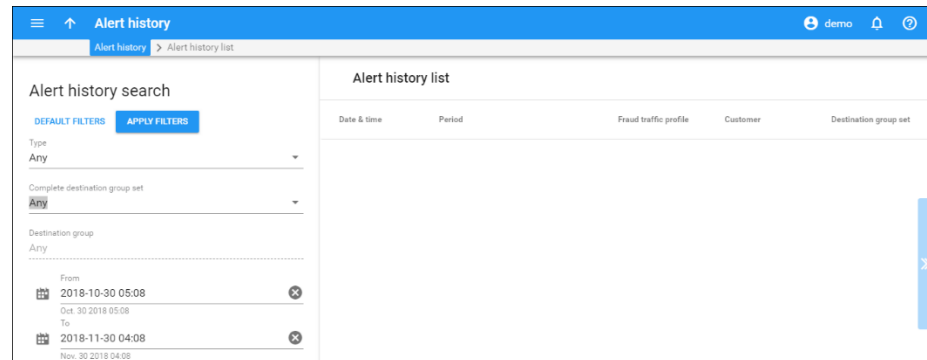 Alert history
demo
Alert history > Alert history list
Alert history search
DEFAULT FILTERS
APPLY FILTERS
Type
Any
Complete destination group set
Any
Destination group
Any
From
2018-10-30 05:08
Oct. 30 2018 05:08
To
2018-11-30 04:08
Nov. 30 2018 04:08
Alert history list
Date & time
Period
Fraud traffic profile
Customer
Destination group set